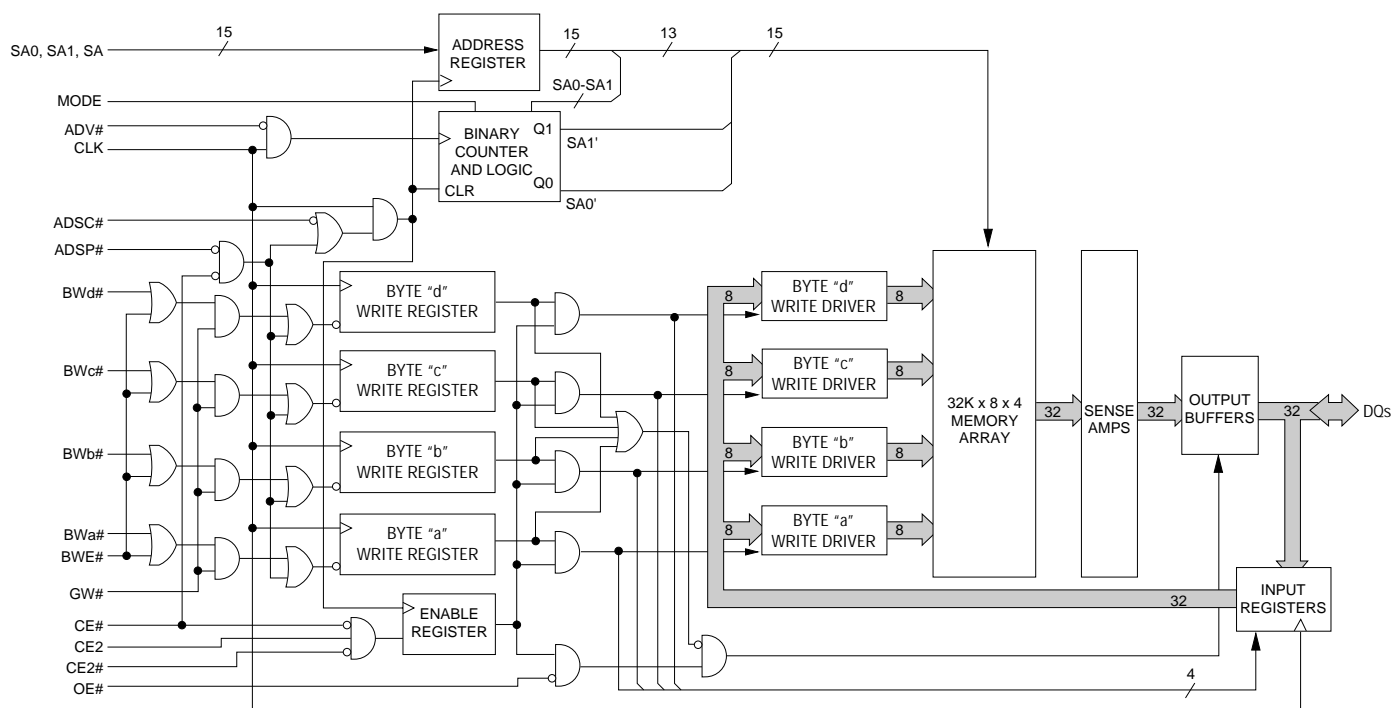 SA0, SA1, SA
15
ADDRESS
REGISTER
15
13
15
SA0-SA1
MODE
ADV#
CLK
BINARY
COUNTER
AND LOGIC
Q1
SA1'
Q0
SA0'
CLR
ADSC#
ADSP#
BWd#
BYTE “d”
WRITE REGISTER
8
BYTE “d”
WRITE DRIVER
8
BWc#
BYTE “c”
WRITE REGISTER
8
BYTE “c”
WRITE DRIVER
8
32K x 8 x 4
MEMORY
ARRAY
32
SENSE
AMPS
32
OUTPUT
BUFFERS
32
DQs
BWb#
BYTE “b”
WRITE REGISTER
8
BYTE “b”
WRITE DRIVER
8
BWa#
BWE#
BYTE “a”
WRITE REGISTER
8
BYTE “a”
WRITE DRIVER
8
GW#
32
INPUT
REGISTERS
CE#
CE2
CE2#
ENABLE
REGISTER
OE#
4